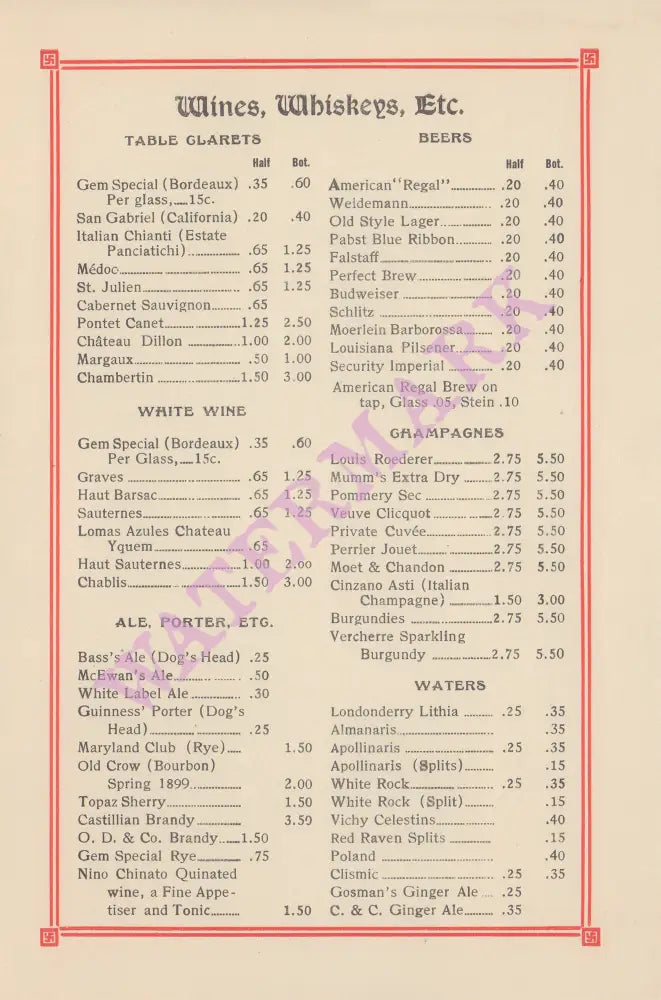 Wines, Whiskeys, Etc.
TABLE CLARETS
Half Bot.
Gem Special (Bordeaux) .35 .60
Per glass, 15c.
San Gabriel (California) .20 .40
Italian Chianti (Estate
Panciatichi) .65 1.25
Médoc .65 1.25
St. Julien .65 1.25
Cabernet Sauvignon .65
Pontet Canet 1.25 2.50
Château Dillon 1.00 2.00
Margaux .50 1.00
Chambertin 1.50 3.00
WHITE WINE
Gem Special (Bordeaux) .35 .60
Per Glass, 15c.
Graves .65 1.25
Haut Barsac .65 1.25
Sauternes .65 1.25
Lomas Azules Chateau
Yquem .65
Haut Sauternes 1.00 2.00
Chablis 1.50 3.00
ALE, PORTER, ETC.
Bass's Ale (Dog's Head) .25
McEwan's Ale .50
White Label Ale .30
Guinness' Porter (Dog's
Head) .25
Maryland Club (Rye) 1.50
Old Crow (Bourbon)
Spring 1899 2.00
Topaz Sherry 1.50
Castillian Brandy 3.50
O. D. & Co. Brandy 1.50
Gem Special Rye .75
Nino Chinato Quinated
wine, a Fine Appe-
tiser and Tonic 1.50
BEERS
Half Bot.
American "Regal" .20 .40
Weidemann .20 .40
Old Style Lager .20 .40
Pabst Blue Ribbon .20 .40
Falstaff .20 .40
Perfect Brew .20 .40
Budweiser .20 .40
Schlitz .20 .40
Moerlein Barborossa .20 .40
Louisiana Pilsener .20 .40
Security Imperial .20 .40
American Regal Brew on
tap, Glass .05, Stein .10
CHAMPAGNES
Louis Roederer 2.75 5.50
Mumm's Extra Dry 2.75 5.50
Pommery Sec 2.75 5.50
Veuve Clicquot 2.75 5.50
Private Cuvée 2.75 5.50
Perrier Jouet 2.75 5.50
Moet & Chandon 2.75 5.50
Cinzano Asti (Italian
Champagne) 1.50 3.00
Burgundies 2.75 5.50
Vercherre Sparkling
Burgundy 2.75 5.50
WATERS
Londonderry Lithia .25 .35
Almanaris .35
Apollinaris .25 .35
Apollinaris (Splits) .15
White Rock .25 .35
White Rock (Split) .15
Vichy Celestins .40
Red Raven Splits .15
Poland .40
Clismic .25 .35
Gosman's Ginger Ale .25
C. & C. Ginger Ale .35
WATERMARK